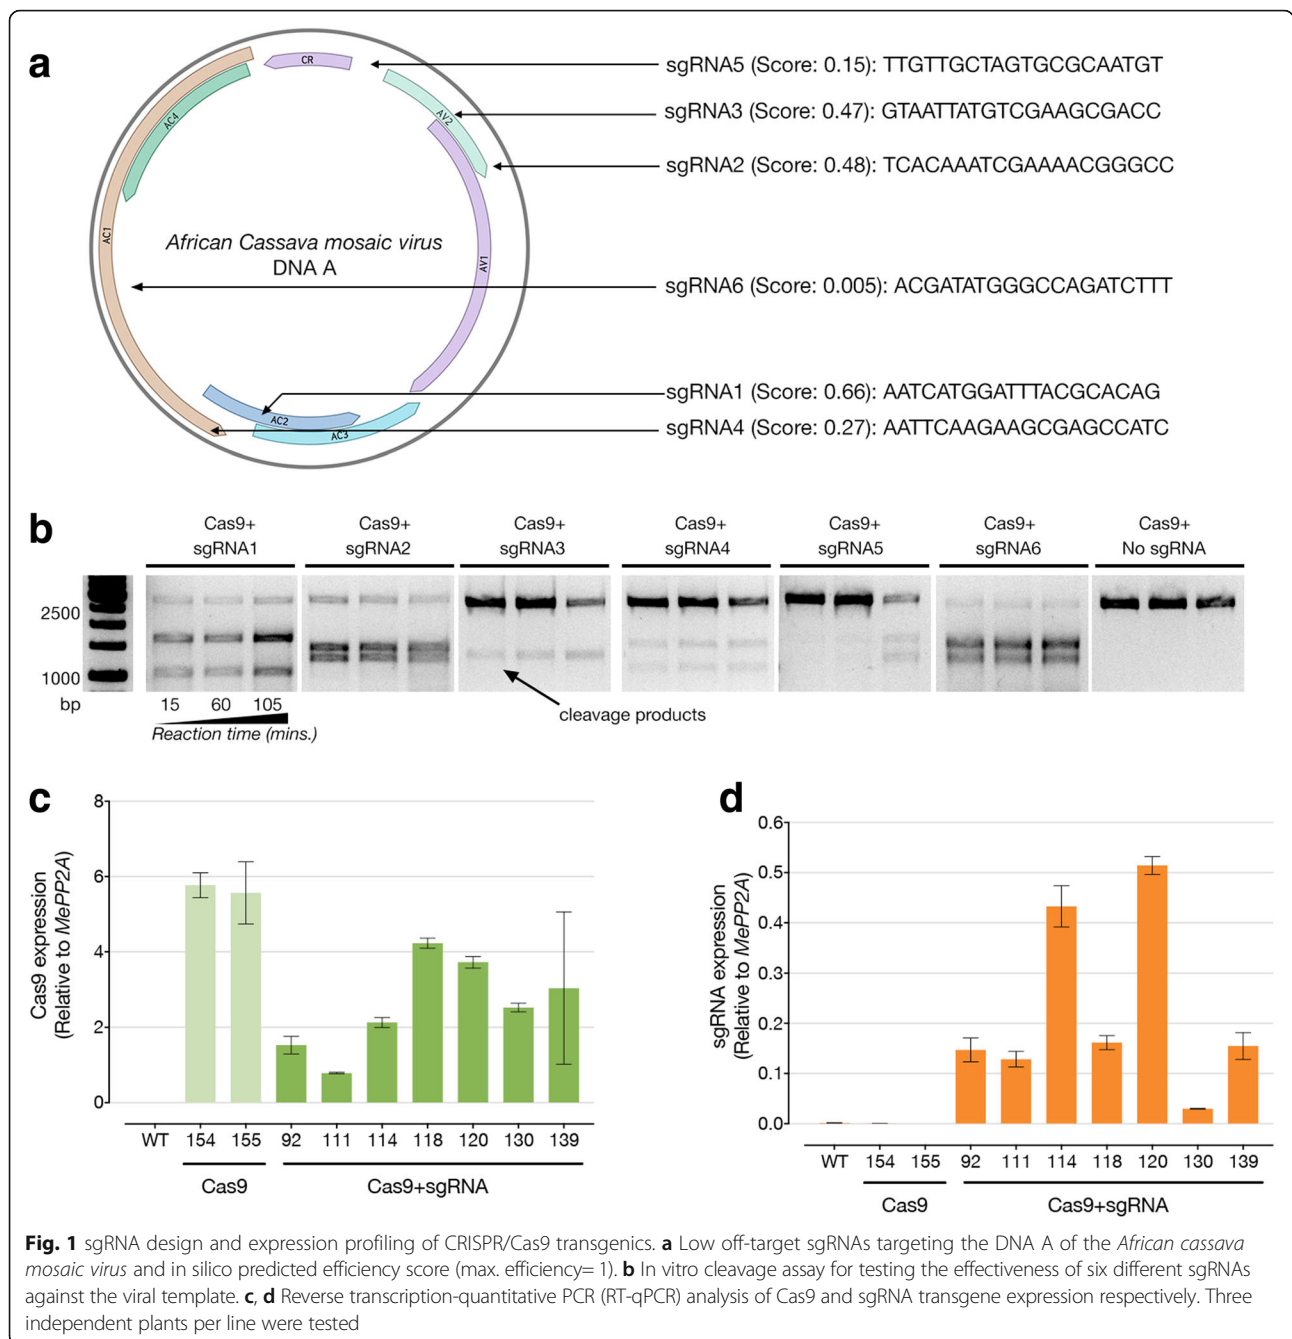 a
CR
AC4
AV2
AC1
AV1
AC2
AC3
African Cassava mosaic virus
DNA A
sgRNA5 (Score: 0.15): TTGTTGCTAGTGCGCAATGT
sgRNA3 (Score: 0.47): GTAATTATGTCGAAGCGACC
sgRNA2 (Score: 0.48): TCACAAATCGAAAACGGGCC
sgRNA6 (Score: 0.005): ACGATATGGGCCAGATCTTT
sgRNA1 (Score: 0.66): AATCATGGATTTACGCACAG
sgRNA4 (Score: 0.27): AATTCAAGAAGCGAGCCATC
b
Cas9+
sgRNA1
Cas9+
sgRNA2
Cas9+
sgRNA3
Cas9+
sgRNA4
Cas9+
sgRNA5
Cas9+
sgRNA6
Cas9+
No sgRNA
2500
1000
bp
15 60 105
Reaction time (mins.)
cleavage products
c
Cas9 expression
(Relative to MePP2A)
8
6
4
2
0
WT 154 155 92 111 114 118 120 130 139
Cas9 Cas9+sgRNA
d
sgRNA expression
(Relative to MePP2A)
0.6
0.5
0.4
0.3
0.2
0.1
0.0
WT 154 155 92 111 114 118 120 130 139
Cas9 Cas9+sgRNA
Fig. 1 sgRNA design and expression profiling of CRISPR/Cas9 transgenics. a Low off-target sgRNAs targeting the DNA A of the African cassava
mosaic virus and in silico predicted efficiency score (max. efficiency= 1). b In vitro cleavage assay for testing the effectiveness of six different sgRNAs
against the viral template. c, d Reverse transcription-quantitative PCR (RT-qPCR) analysis of Cas9 and sgRNA transgene expression respectively. Three
independent plants per line were tested